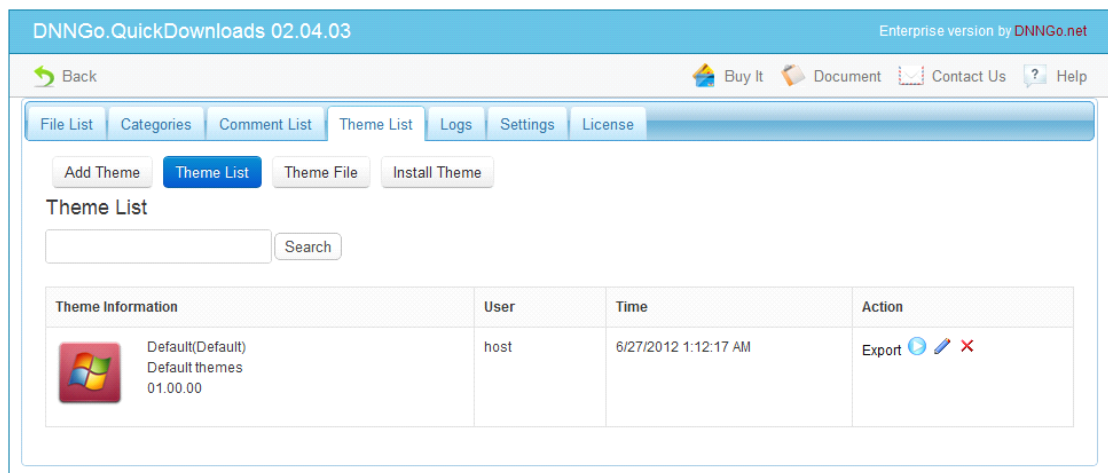 DNNGo.QuickDownloads 02.04.03 Enterprise version by DNNGo.net
Back Buy It Document Contact Us ? Help
File List Categories Comment List Theme List Logs Settings License
Add Theme Theme List Theme File Install Theme
Theme List
Search
Theme Information User Time Action
Default(Default) host 6/27/2012 1:12:17 AM Export
Default themes
01.00.00